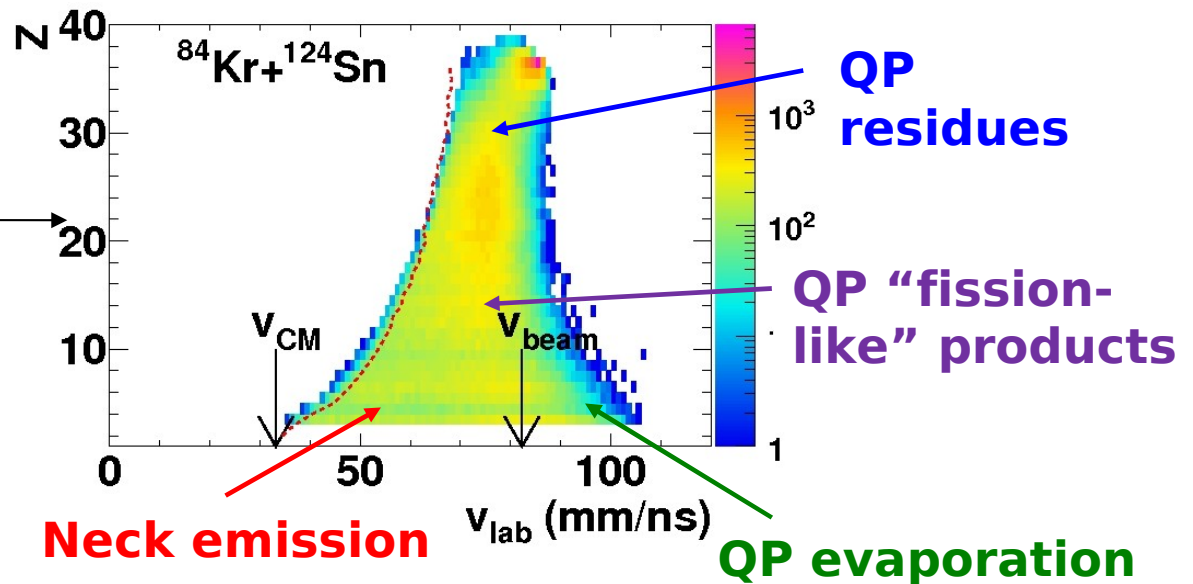 Z
40
30
20
10
⁸⁴Kr+¹²⁴Sn
v_CM
v_beam
0
50
100
v_lab (mm/ns)
10³
10²
1
QP
residues
QP “fission-
like” products
Neck emission
QP evaporation